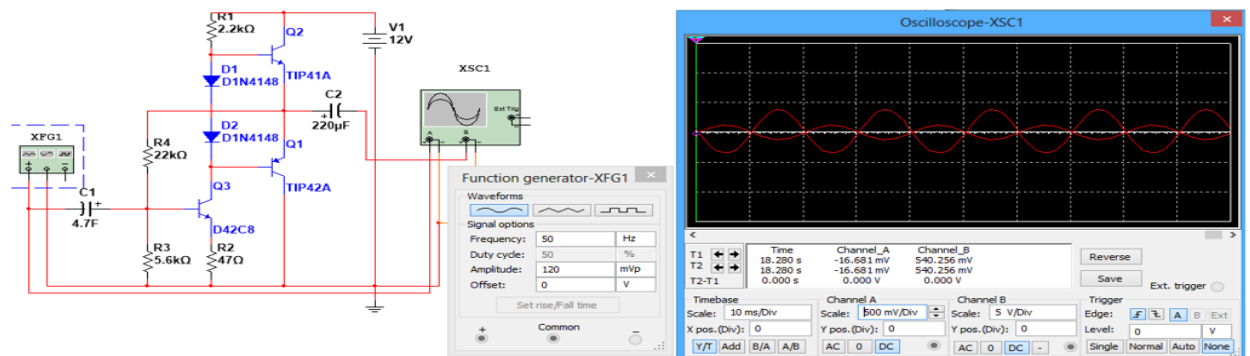 R1
2.2kΩ
Q2
V1
12V
TIP41A
D1
D1N4148
XSC1
Ext Trig
A
B
C2
220µF
D2
D1N4148
XFG1
R4
22kΩ
Q1
TIP42A
Q3
C1
4.7F
D42C8
R3
5.6kΩ
R2
47Ω
Function generator-XFG1
Waveforms
Signal options
Frequency: 50 Hz
Duty cycle: 50 %
Amplitude: 120 mVp
Offset: 0 V
Set rise/Fall time
+ Common −
Oscilloscope-XSC1
Time Channel_A Channel_B
T1 18.280 s -16.681 mV 540.256 mV
T2 18.280 s -16.681 mV 540.256 mV
T2-T1 0.000 s 0.000 V 0.000 V
Reverse
Save
Ext. trigger
Timebase
Scale: 10 ms/Div
X pos.(Div): 0
Y/T Add B/A A/B
Channel A
Scale: 500 mV/Div
Y pos.(Div): 0
AC 0 DC
Channel B
Scale: 5 V/Div
Y pos.(Div): 0
AC 0 DC -
Trigger
Edge: A B Ext
Level: 0 V
Single Normal Auto None